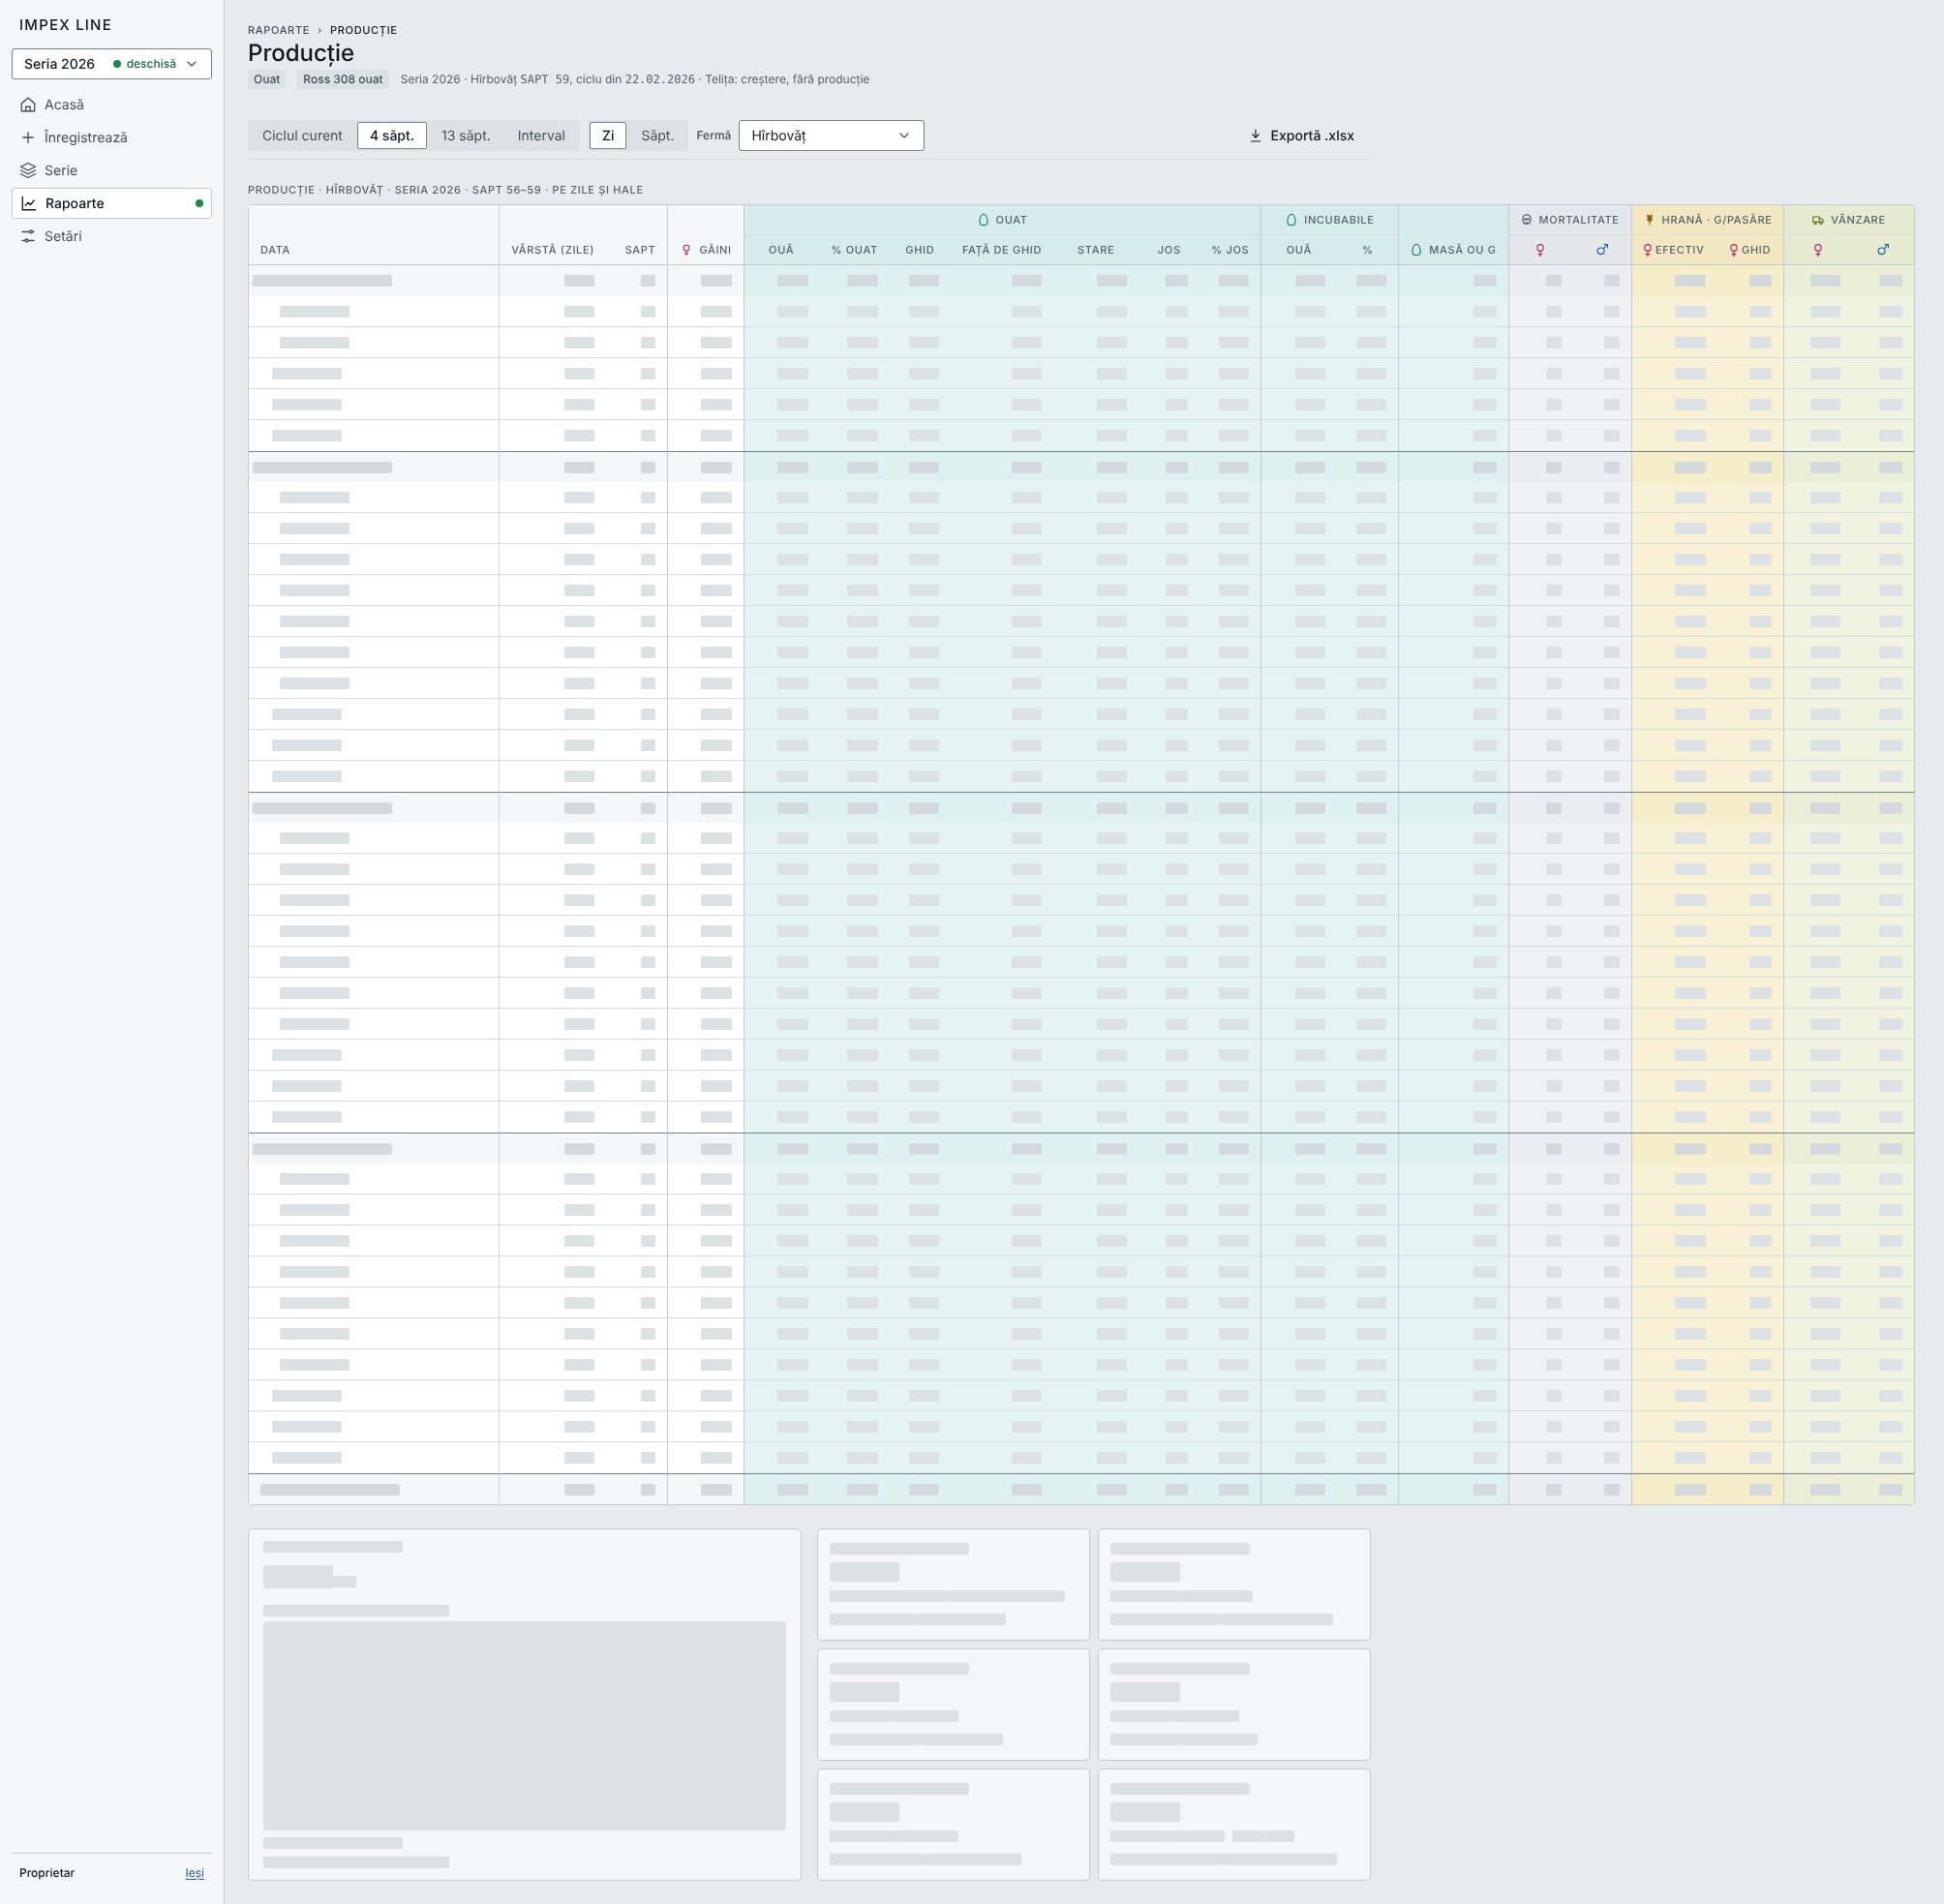 IMPEX LINE
Seria 2026 deschisă
Acasă
Înregistrează
Serie
Rapoarte
Setări
Proprietar Ieși
RAPOARTE › PRODUCȚIE
Producție
Ouat Ross 308 ouat Seria 2026 · Hîrbovăț SAPT 59, ciclu din 22.02.2026 · Telița: creștere, fără producție
Ciclul curent 4 săpt. 13 săpt. Interval Zi Săpt. Fermă Hîrbovăț Exportă .xlsx
PRODUCȚIE · HÎRBOVĂȚ · SERIA 2026 · SAPT 56–59 · PE ZILE ȘI HALE
OUAT INCUBABILE MORTALITATE HRANĂ · G/PASĂRE VÂNZARE
DATA VÂRSTĂ (ZILE) SAPT ♀ GĂINI OUĂ % OUAT GHID FAȚĂ DE GHID STARE JOS % JOS OUĂ % MASĂ OU G ♀ ♂ ♀ EFECTIV ♀ GHID ♀ ♂